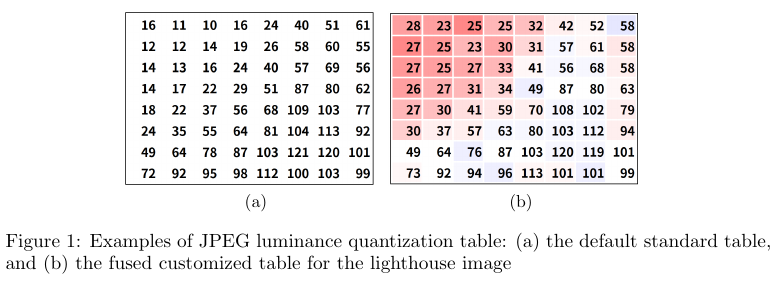 16 11 10 16 24 40 51 61 28 23 25 25 32 42 52 58
12 12 14 19 26 58 60 55 27 25 23 30 31 57 61 58
14 13 16 24 40 57 69 56 27 25 27 33 41 56 68 58
14 17 22 29 51 87 80 62 26 27 31 34 49 87 80 63
18 22 37 56 68 109 103 77 27 30 41 59 70 108 102 79
24 35 55 64 81 104 113 92 30 37 57 63 80 103 112 94
49 64 78 87 103 121 120 101 49 64 76 87 103 120 119 101
72 92 95 98 112 100 103 99 73 92 94 96 113 101 101 99
(a) (b)
Figure 1: Examples of JPEG luminance quantization table: (a) the default standard table,
and (b) the fused customized table for the lighthouse image